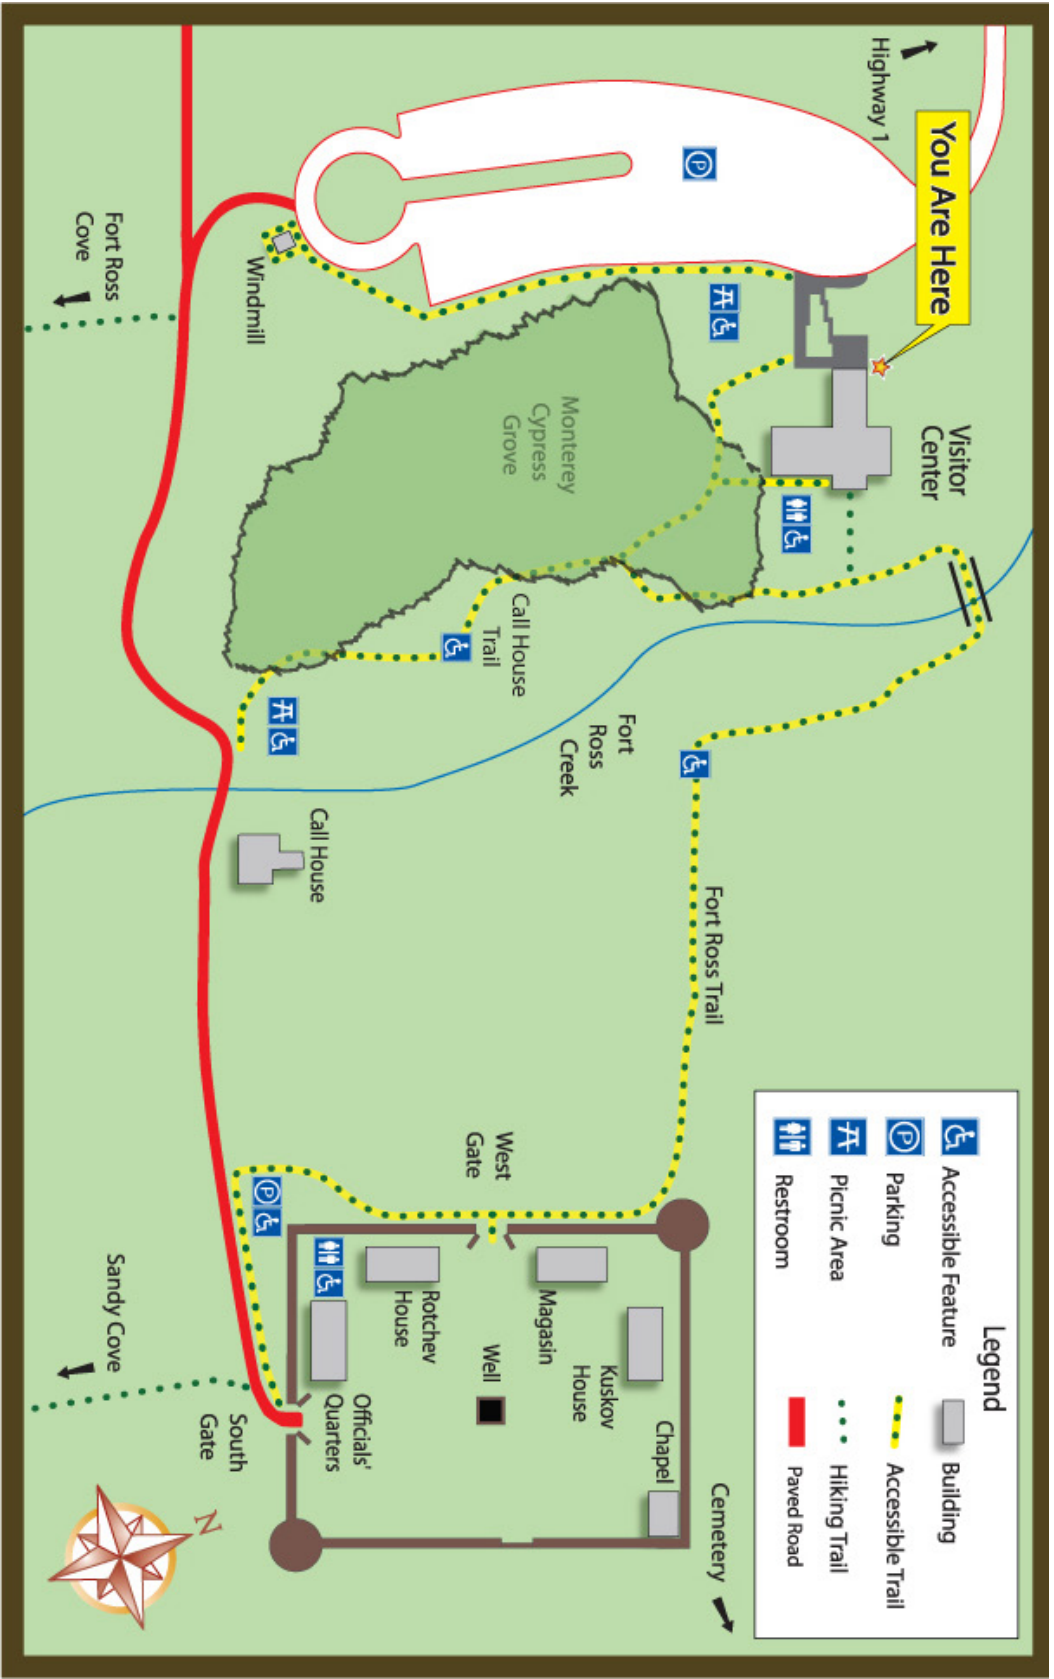 Highway 1
You Are Here
Visitor
Center
P
Windmill
Fort Ross
Cove
Monterey
Cypress
Grove
Call House
Trail
Fort
Ross
Creek
Call House
Fort Ross Trail
West
Gate
P
Magasin
Rotchev
House
Kuskov
House
Well
Officials'
Quarters
Chapel
Cemetery
South
Gate
Sandy Cove
N
Legend
Accessible Feature
P
Parking
Picnic Area
Restroom
Building
Accessible Trail
Hiking Trail
Paved Road